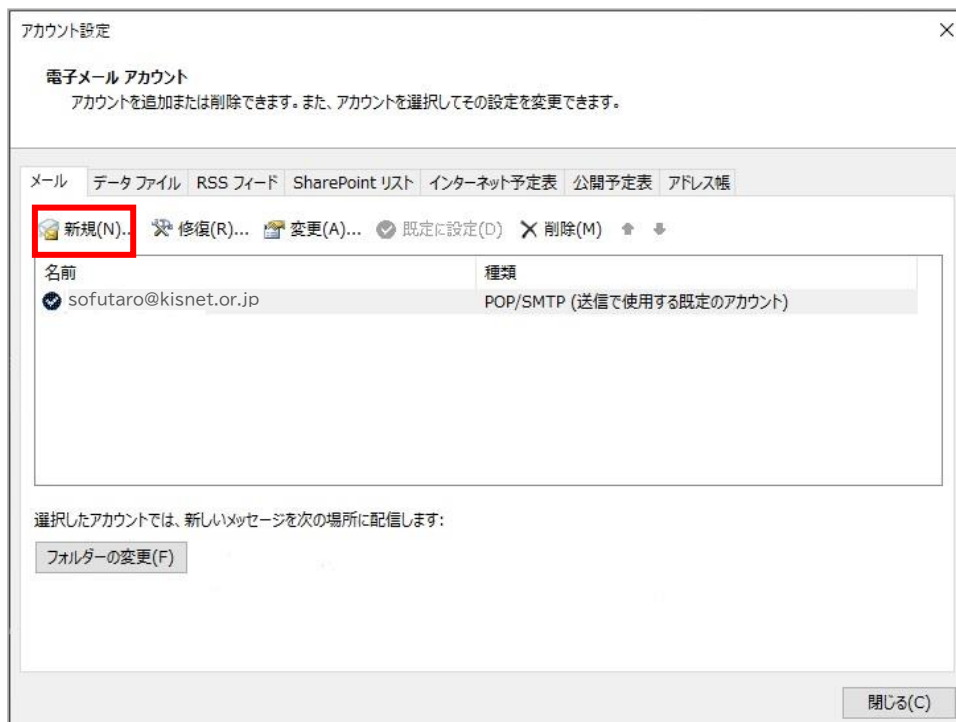 アカウント設定
電子メール アカウント
アカウントを追加または削除できます。また、アカウントを選択してその設定を変更できます。
メール データ ファイル RSS フィード SharePoint リスト インターネット予定表 公開予定表 アドレス帳
新規(N)... 修復(R)... 変更(A)... 既定に設定(D) 削除(M)
名前 種類
sofutaro@kisnet.or.jp POP/SMTP (送信で使用する既定のアカウント)
選択したアカウントでは、新しいメッセージを次の場所に配信します:
フォルダーの変更(F)
閉じる(C)